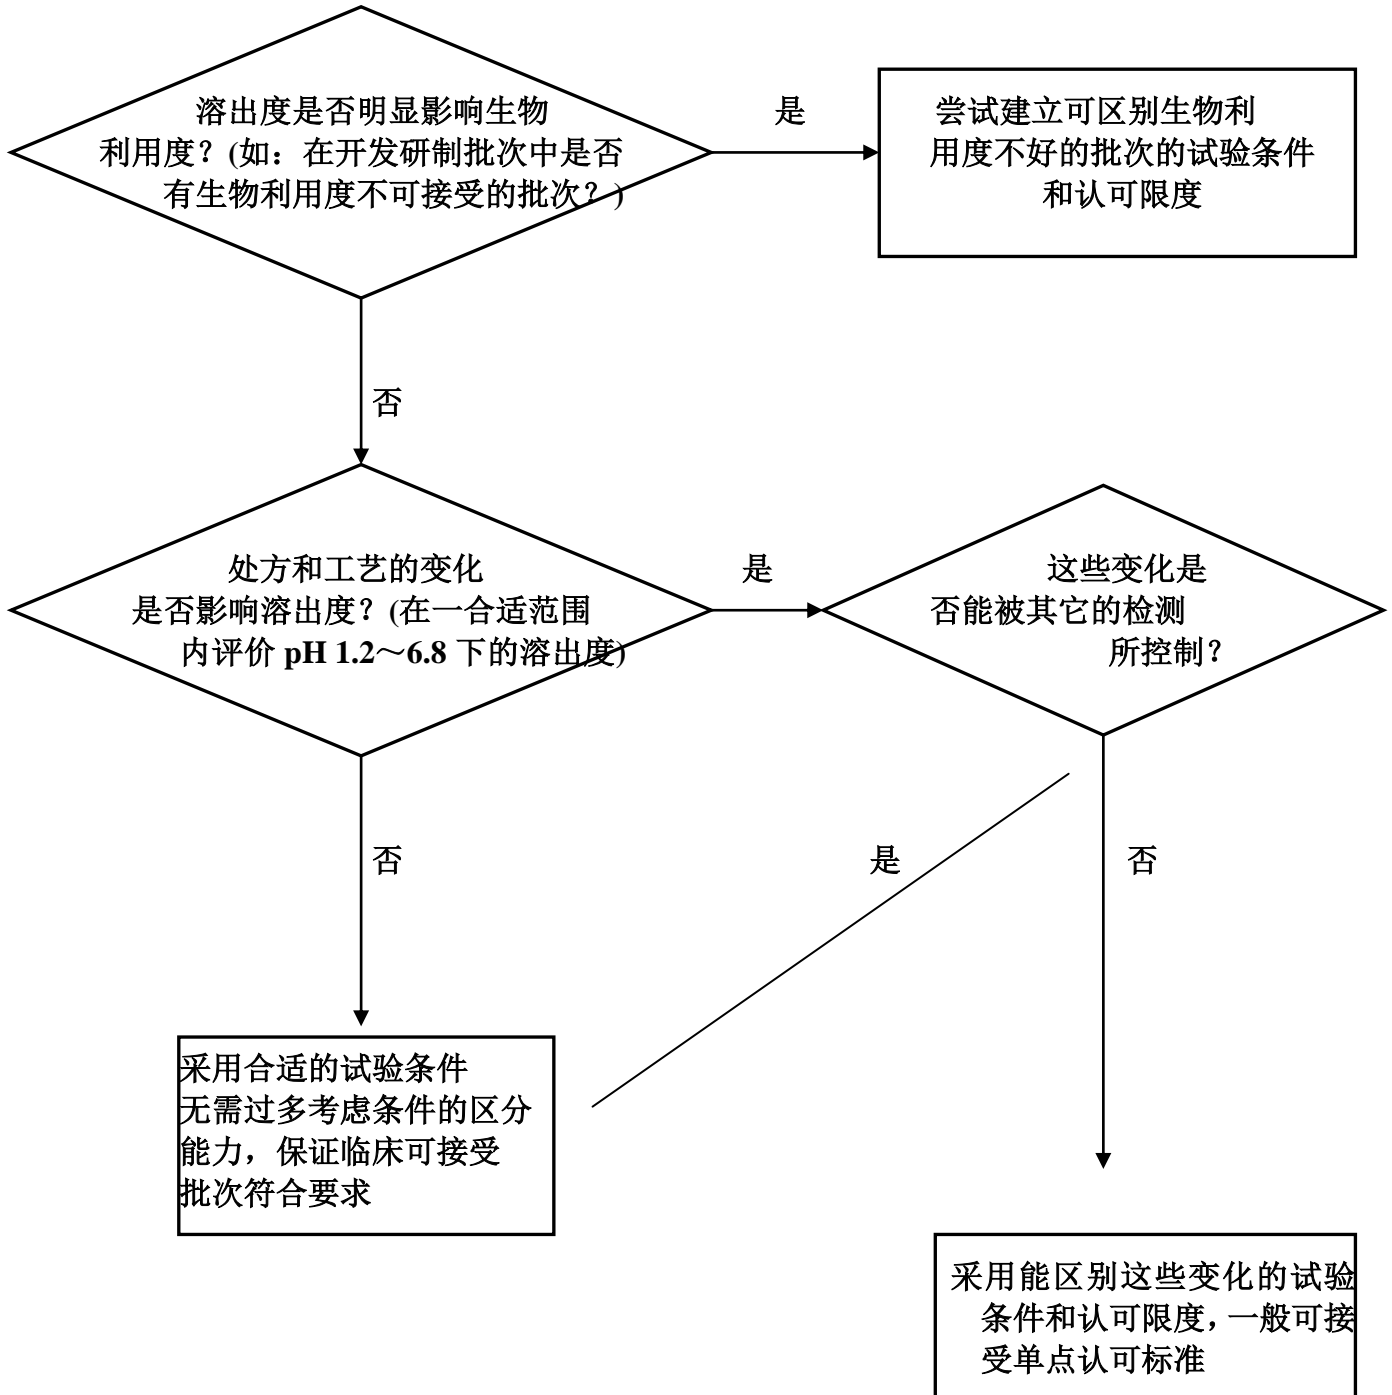 溶出度是否明显影响生物
利用度？(如：在开发研制批次中是否
有生物利用度不可接受的批次？)
是
尝试建立可区别生物利
用度不好的批次的试验条件
和认可限度
否
处方和工艺的变化
是否影响溶出度？(在一合适范围
内评价 pH 1.2～6.8 下的溶出度)
是
这些变化是
否能被其它的检测
所控制？
否
是
否
采用合适的试验条件
无需过多考虑条件的区分
能力，保证临床可接受
批次符合要求
采用能区别这些变化的试验
条件和认可限度，一般可接
受单点认可标准